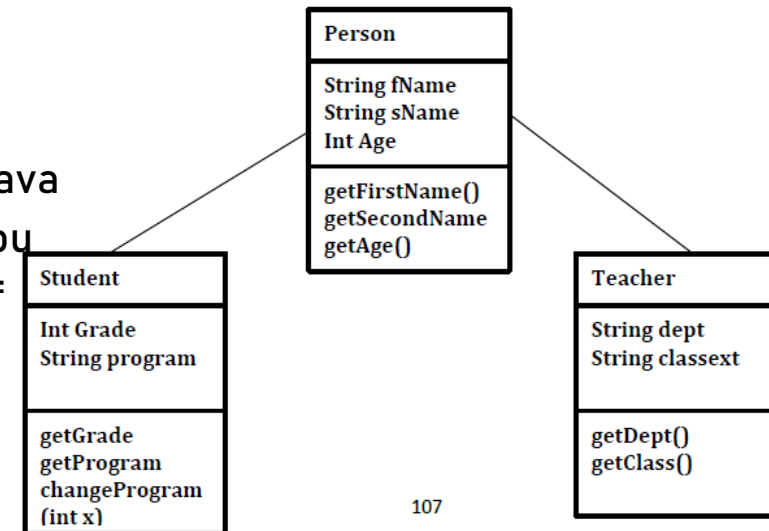 Person
String fName
String sName
Int Age
getFirstName()
getSecondName
getAge()
Student
Int Grade
String program
getGrade
getProgram
changeProgram
(int x)
Teacher
String dept
String classext
getDept()
getClass()
107